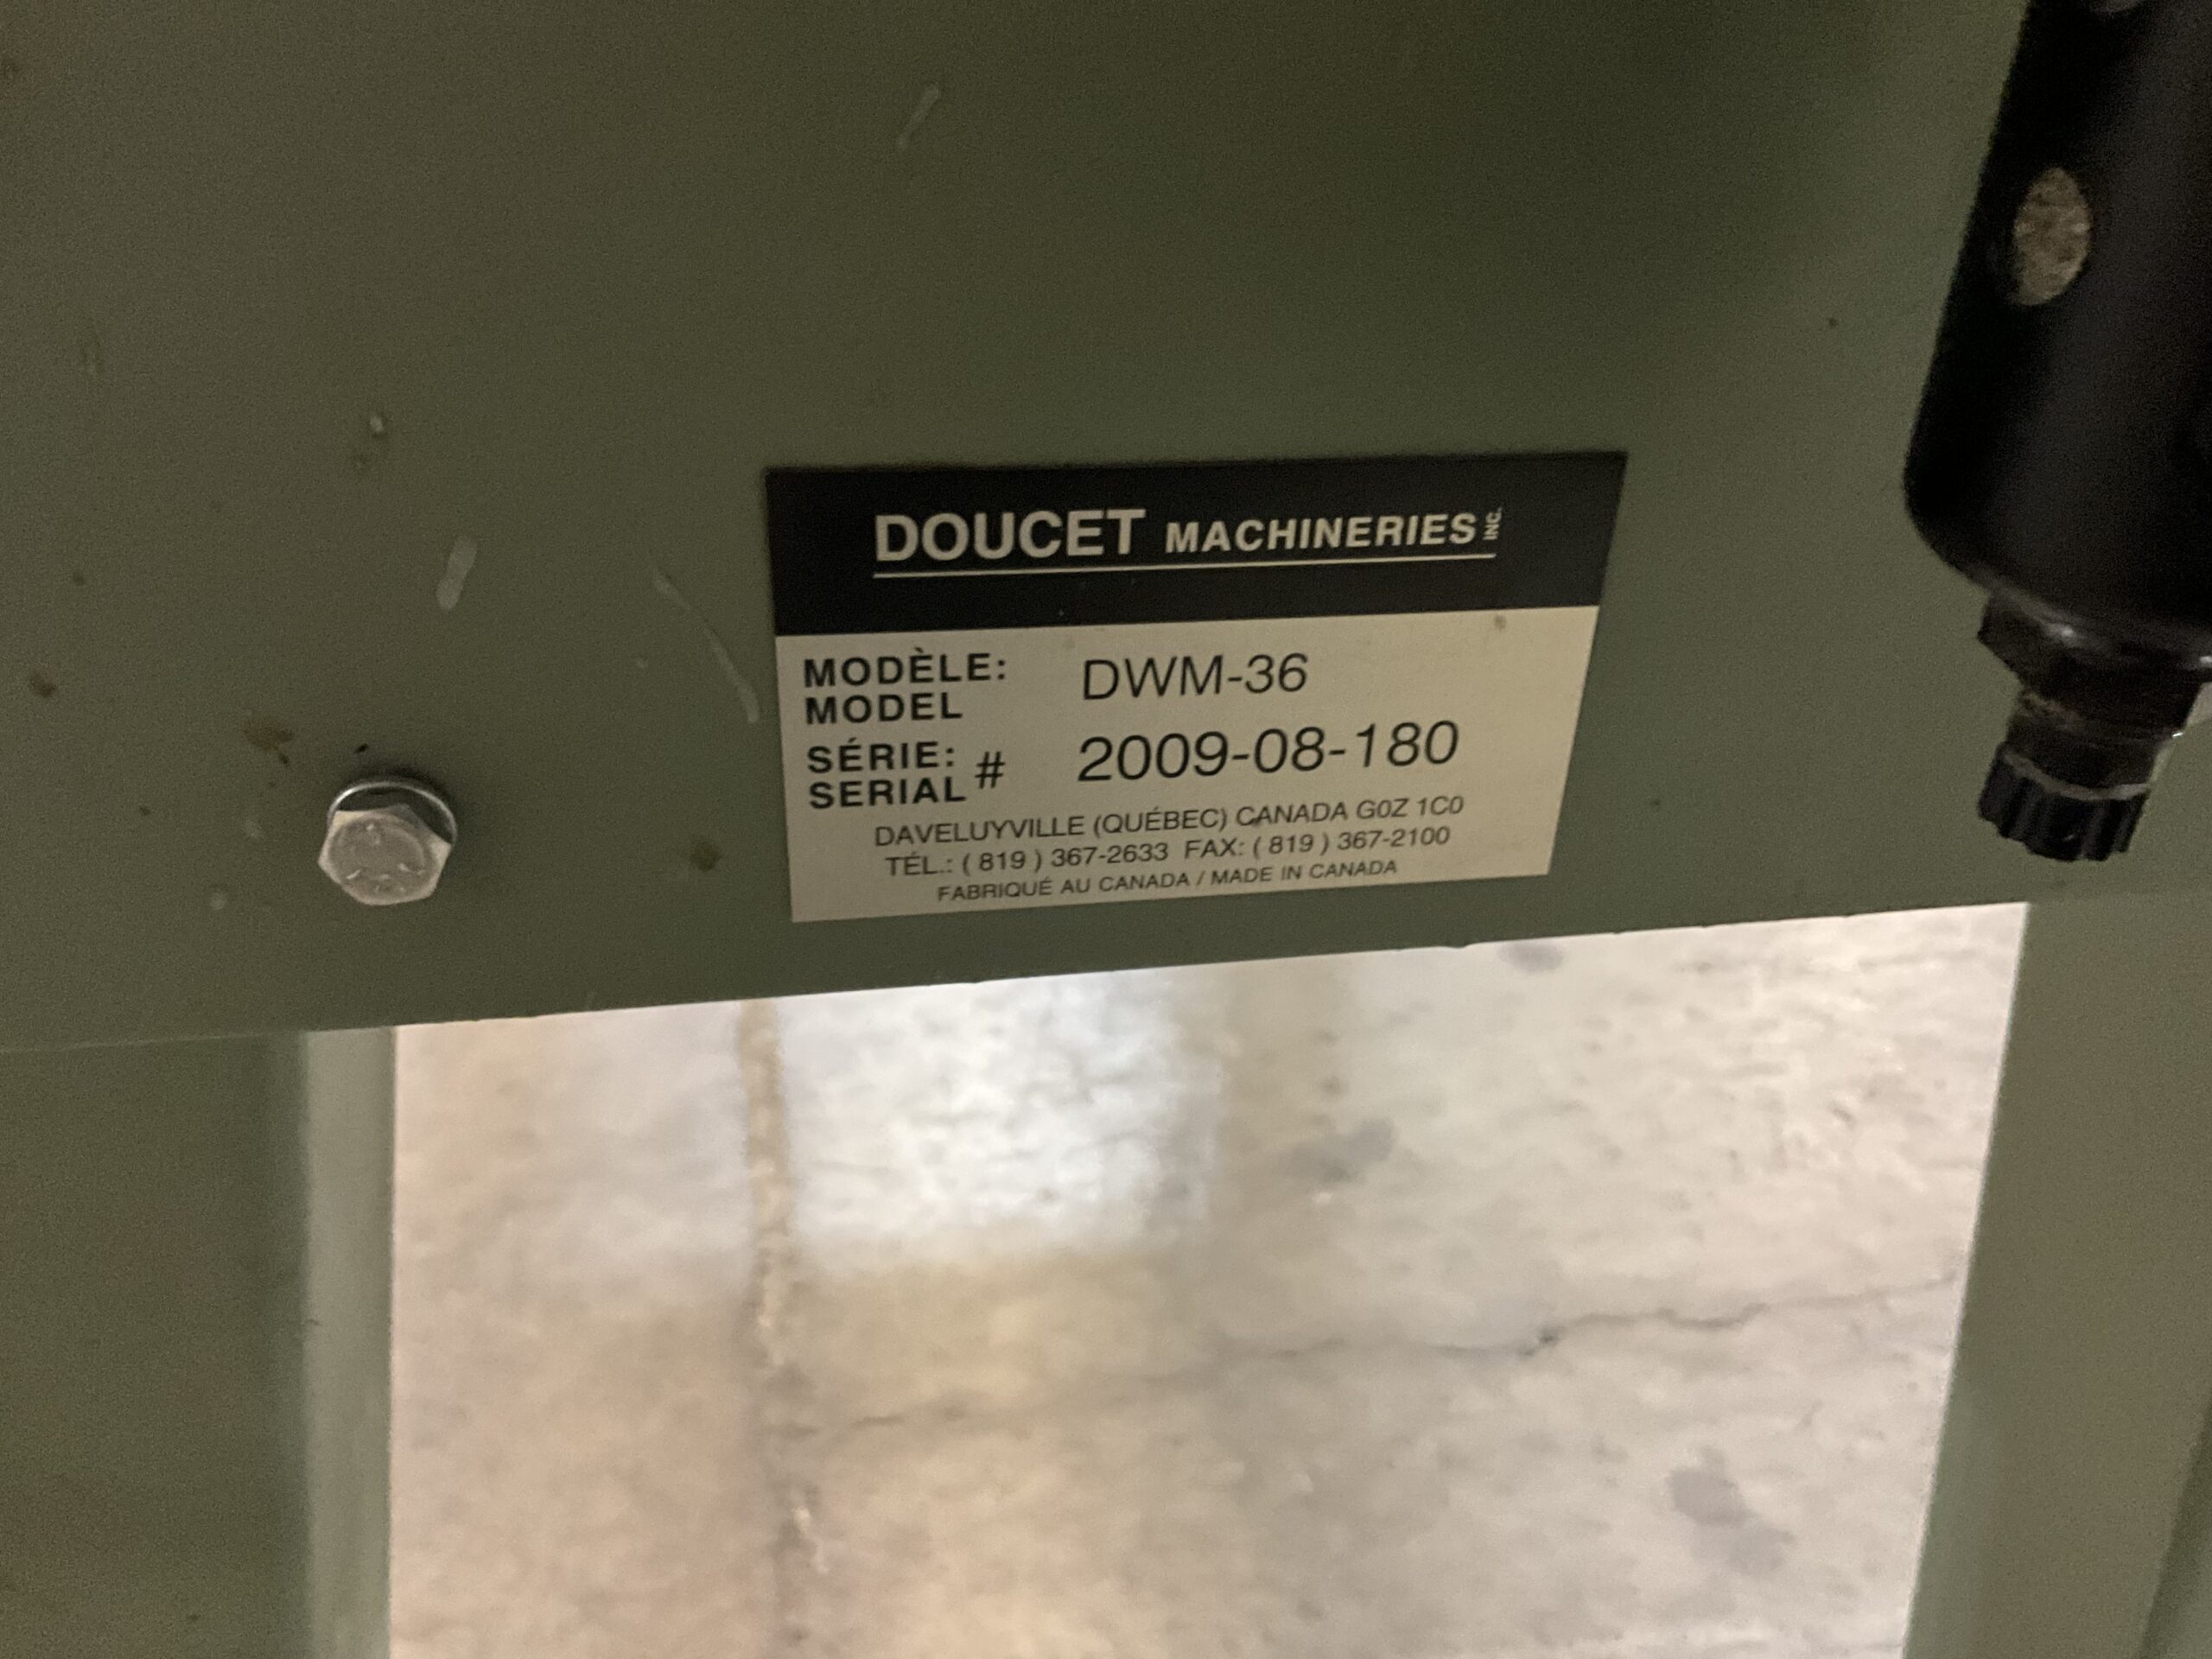 DOUCET MACHINERIES INC.
MODÈLE: DWM-36
MODEL
SÉRIE: # 2009-08-180
SERIAL
DAVELUYVILLE (QUÉBEC) CANADA G0Z 1C0
TÉL.: ( 819 ) 367-2633 FAX: ( 819 ) 367-2100
FABRIQUÉ AU CANADA / MADE IN CANADA